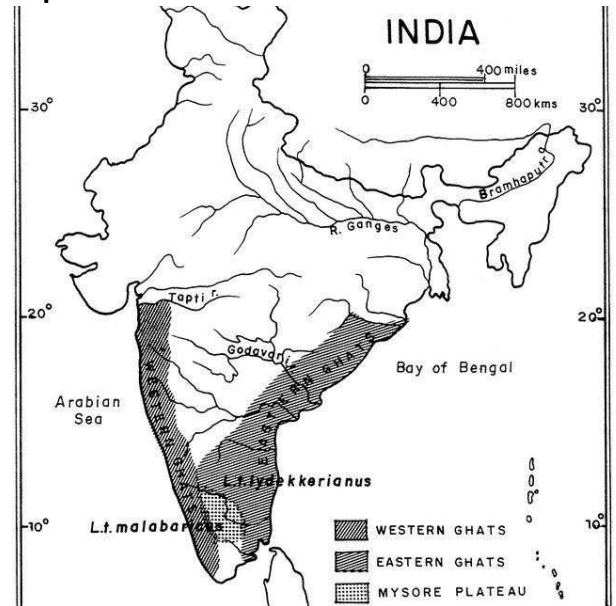 INDIA
0 400 miles
0 400 800 kms
30°
30°
Bramhaputr
R. Ganges
Tapti r.
20°
20°
Godavari
WESTERN GHATS
EASTERN GHATS
Bay of Bengal
Arabian
Sea
L.t.lydekkerianus
L.t.malabaricus
10°
10°
WESTERN GHATS
EASTERN GHATS
MYSORE PLATEAU